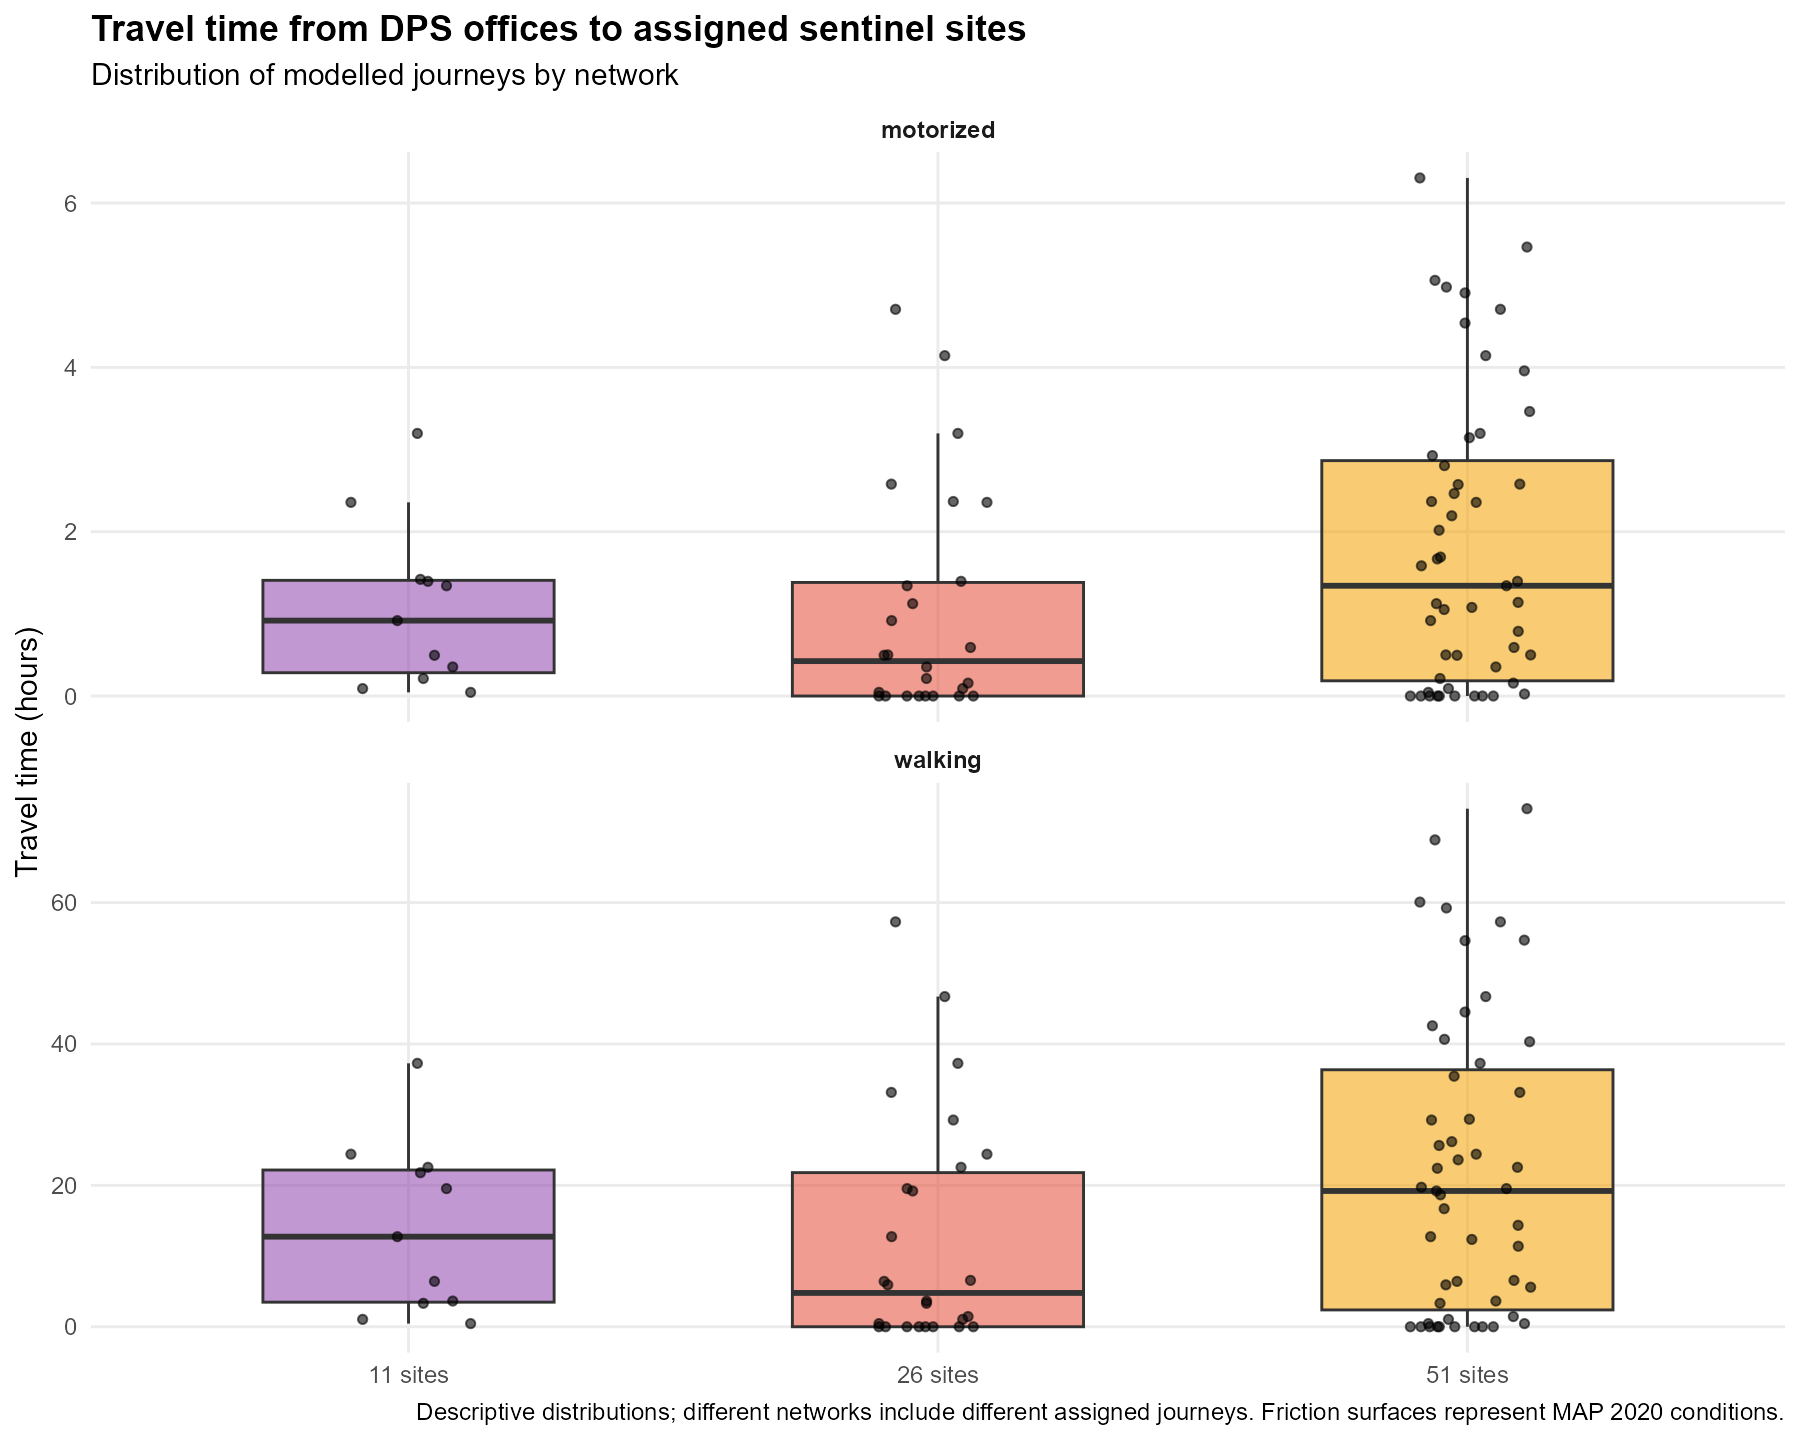 Travel time from DPS offices to assigned sentinel sites
Distribution of modelled journeys by network
motorized
6
4
2
0
Travel time (hours)
walking
60
40
20
0
11 sites
26 sites
51 sites
Descriptive distributions; different networks include different assigned journeys. Friction surfaces represent MAP 2020 conditions.